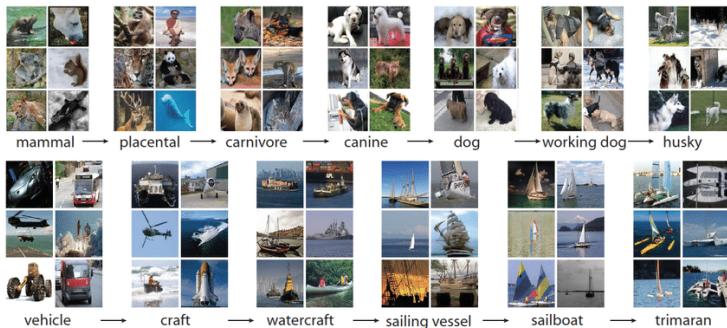 mammal → placental → carnivore → canine → dog → working dog → husky
vehicle → craft → watercraft → sailing vessel → sailboat → trimaran